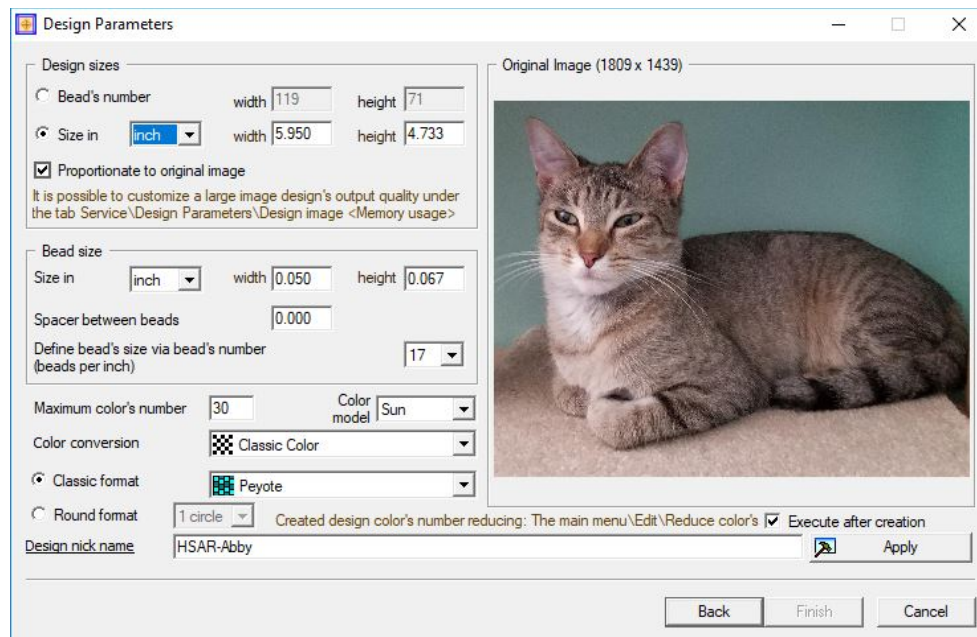 Design Parameters
Design sizes
Bead's number width 119 height 71
Size in inch width 5.950 height 4.733
Proportionate to original image
It is possible to customize a large image design's output quality under
the tab Service\Design Parameters\Design image <Memory usage>
Bead size
Size in inch width 0.050 height 0.067
Spacer between beads 0.000
Define bead's size via bead's number
(beads per inch) 17
Maximum color's number 30 Color
model Sun
Color conversion Classic Color
Classic format Peyote
Round format 1 circle
Original Image (1809 x 1439)
Created design color's number reducing: The main menu\Edit\Reduce color's Execute after creation
Design nick name HSAR-Abby Apply
Back Finish Cancel